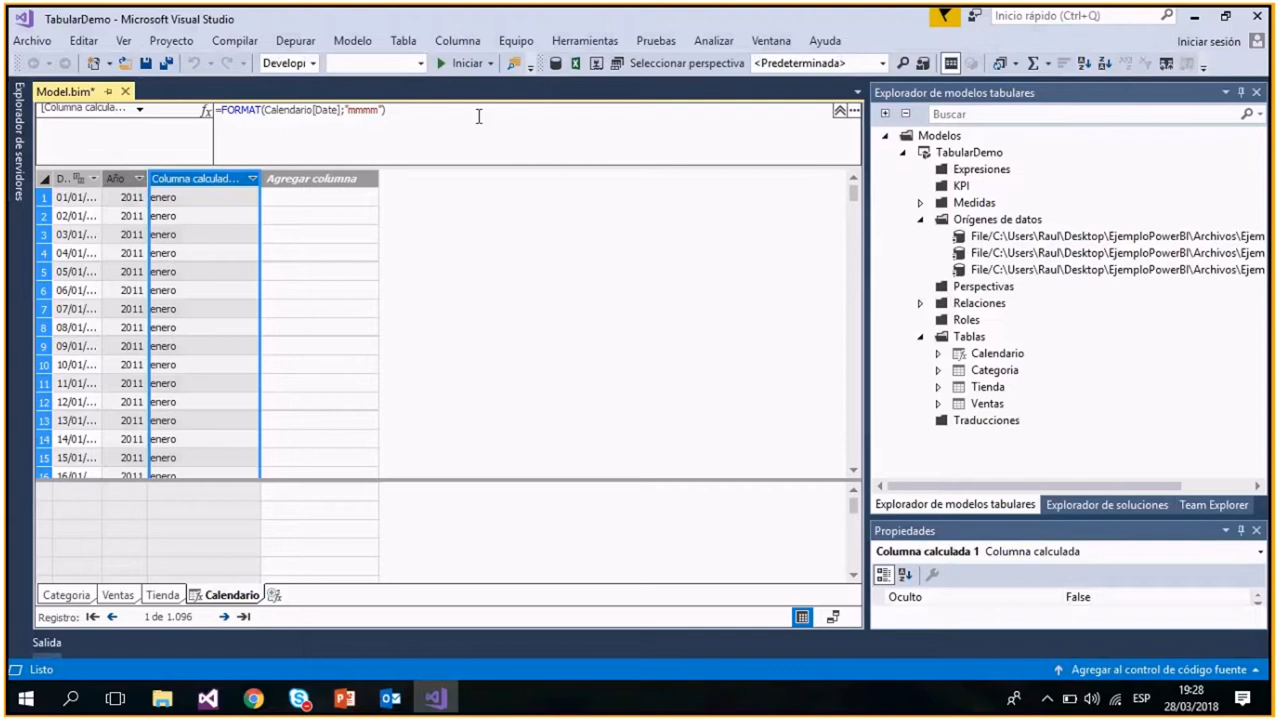 TabularDemo - Microsoft Visual Studio
Inicio rápido (Ctrl+Q)
Archivo Editar Ver Proyecto Compilar Depurar Modelo Tabla Columna Equipo Herramientas Pruebas Analizar Ventana Ayuda
Iniciar sesión
Developi Iniciar Seleccionar perspectiva <Predeterminada>
Explorador de servidores
Model.bim*
[Columna calcula...
fx =FORMAT(Calendario[Date];"mmmm")
D... Año Columna calculad... Agregar columna
1 01/01/... 2011 enero
2 02/01/... 2011 enero
3 03/01/... 2011 enero
4 04/01/... 2011 enero
5 05/01/... 2011 enero
6 06/01/... 2011 enero
7 07/01/... 2011 enero
8 08/01/... 2011 enero
9 09/01/... 2011 enero
10 10/01/... 2011 enero
11 11/01/... 2011 enero
12 12/01/... 2011 enero
13 13/01/... 2011 enero
14 14/01/... 2011 enero
15 15/01/... 2011 enero
16 16/01/ 2011 enero
Categoria Ventas Tienda Calendario
Registro: 1 de 1.096
Explorador de modelos tabulares
Buscar
Modelos
TabularDemo
Expresiones
KPI
Medidas
Orígenes de datos
File/C:\Users\Raul\Desktop\EjemploPowerBI\Archivos\Ejem
File/C:\Users\Raul\Desktop\EjemploPowerBI\Archivos\Ejem
File/C:\Users\Raul\Desktop\EjemploPowerBI\Archivos\Ejem
Perspectivas
Relaciones
Roles
Tablas
Calendario
Categoria
Tienda
Ventas
Traducciones
Explorador de modelos tabulares Explorador de soluciones Team Explorer
Propiedades
Columna calculada 1 Columna calculada
Oculto False
Salida
Listo
Agregar al control de código fuente
ESP
19:28
28/03/2018